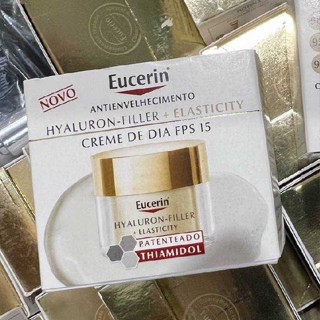 NOVO
Eucerin®
ANTIENVELHECIMENTO
HYALURON-FILLER + ELASTICITY
CREME DE DIA FPS 15
Eucerin
HYALURON-FILLER
+ ELASTICITY
PATENTEADO
THIAMIDOL